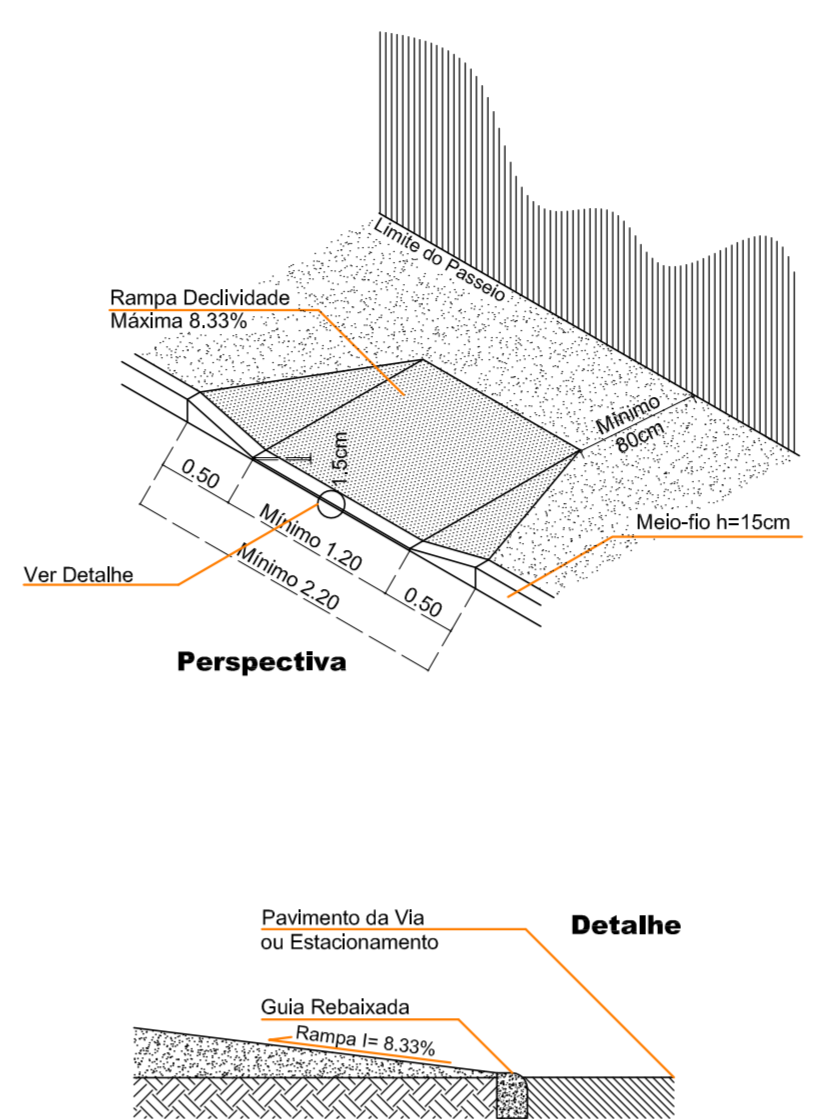 Limite do Passeio
Rampa Declividade
Máxima 8.33%
Mínimo
80cm
1.5cm
0.50
Mínimo 1.20
Meio-fio h=15cm
Ver Detalhe
Mínimo 2.20
0.50
Perspectiva
Pavimento da Via
ou Estacionamento
Detalhe
Guia Rebaixada
Rampa I= 8.33%